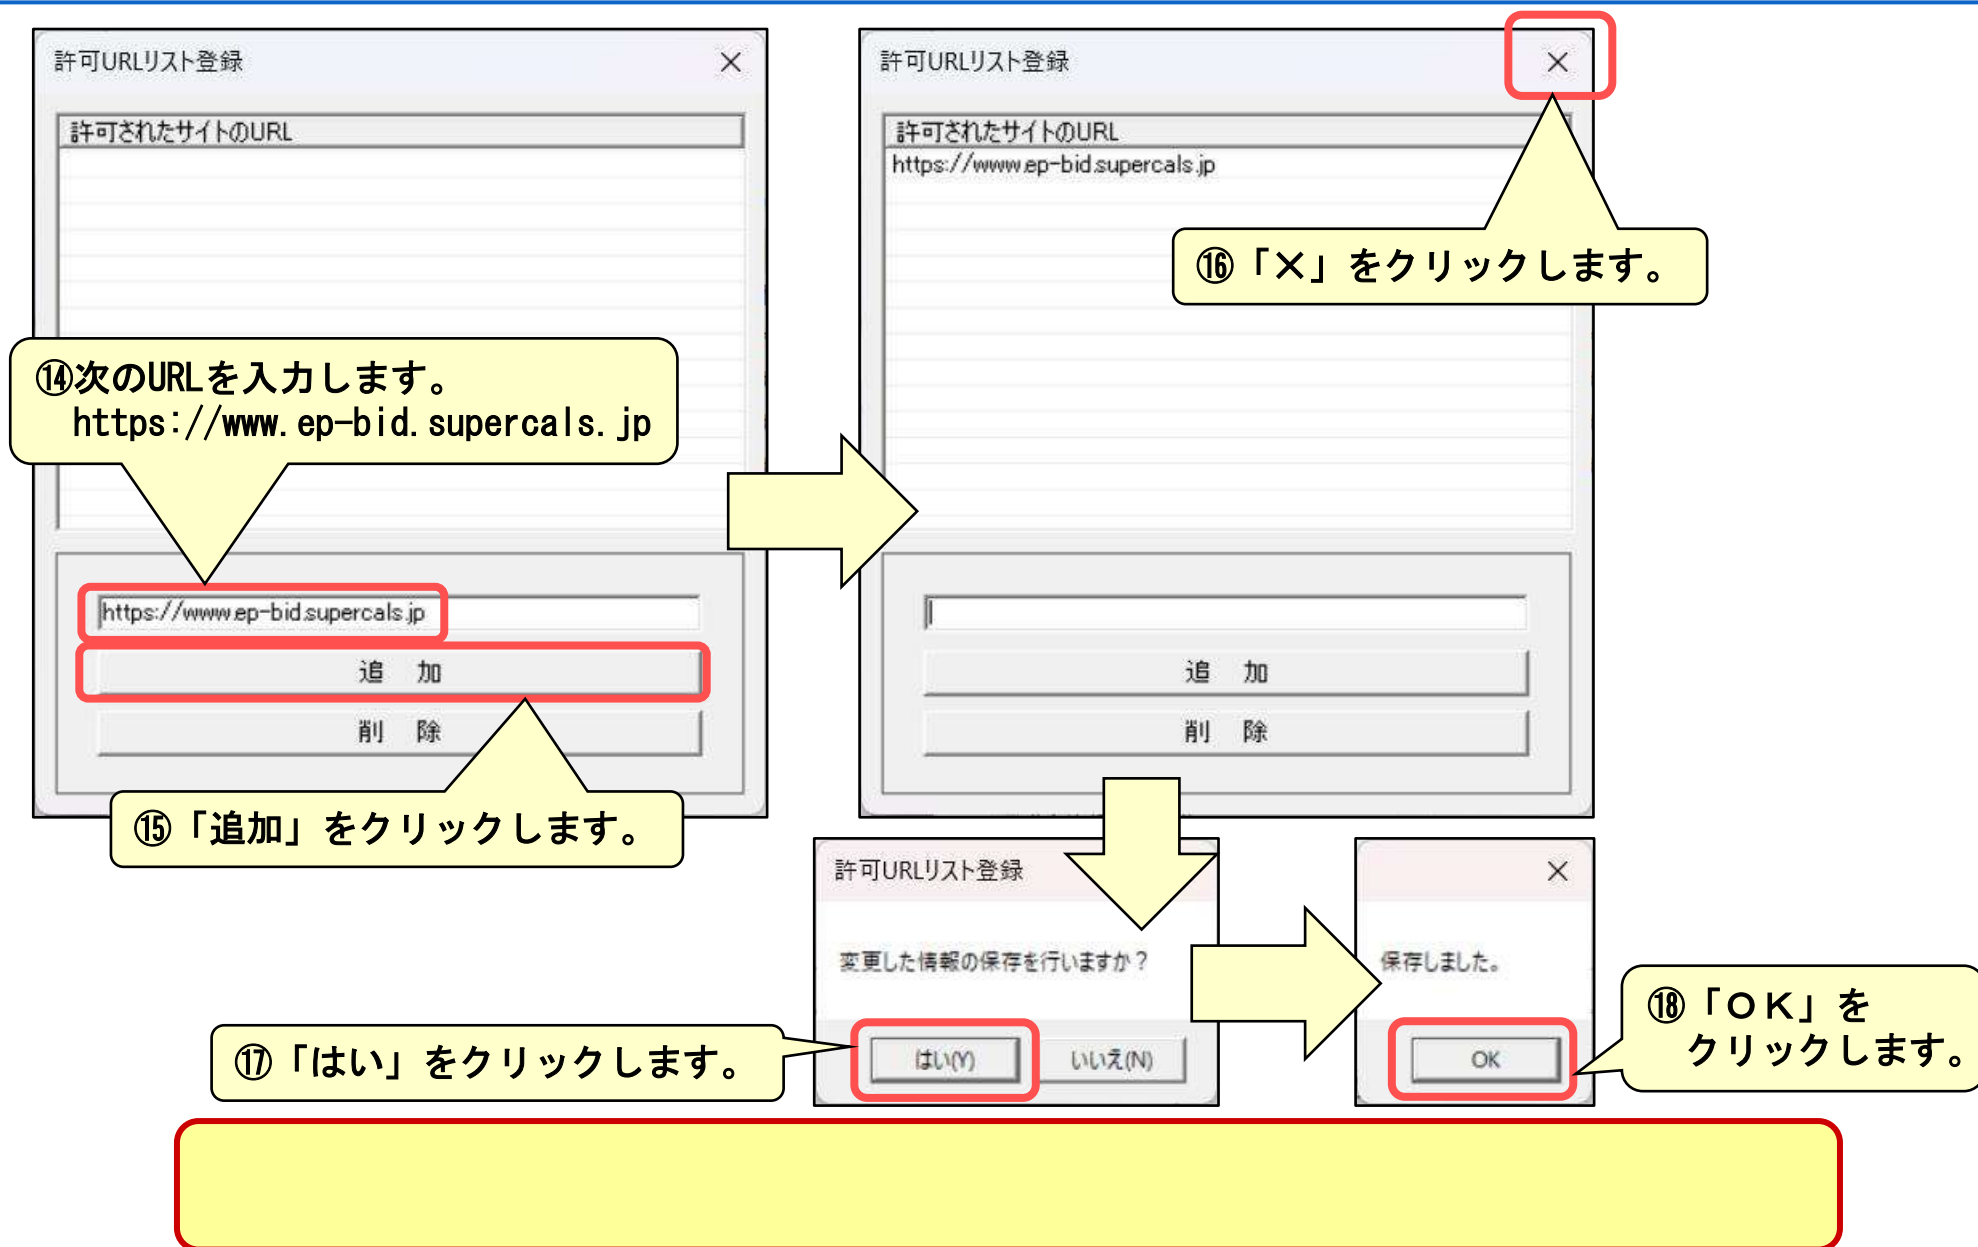 許可URLリスト登録
許可されたサイトのURL
⑭次のURLを入力します。
https://www.ep-bid.supercals.jp
https://www.ep-bid.supercals.jp
追 加
削 除
⑮「追加」をクリックします。
許可URLリスト登録
許可されたサイトのURL
https://www.ep-bid.supercals.jp
⑯「×」をクリックします。
追 加
削 除
許可URLリスト登録
変更した情報の保存を行いますか？
はい(Y)
いいえ(N)
⑰「はい」をクリックします。
保存しました。
OK
⑱「ＯＫ」を
クリックします。